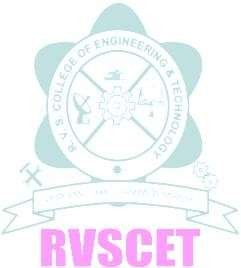 R. V. S. COLLEGE OF ENGINEERING & TECHNOLOGY
RVSCET